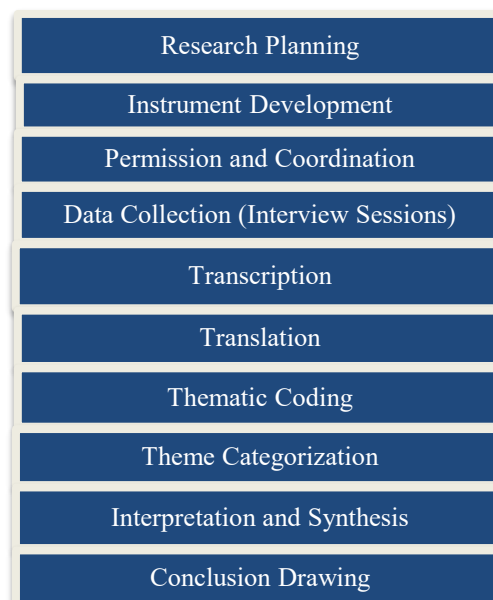 Research Planning
Instrument Development
Permission and Coordination
Data Collection (Interview Sessions)
Transcription
Translation
Thematic Coding
Theme Categorization
Interpretation and Synthesis
Conclusion Drawing